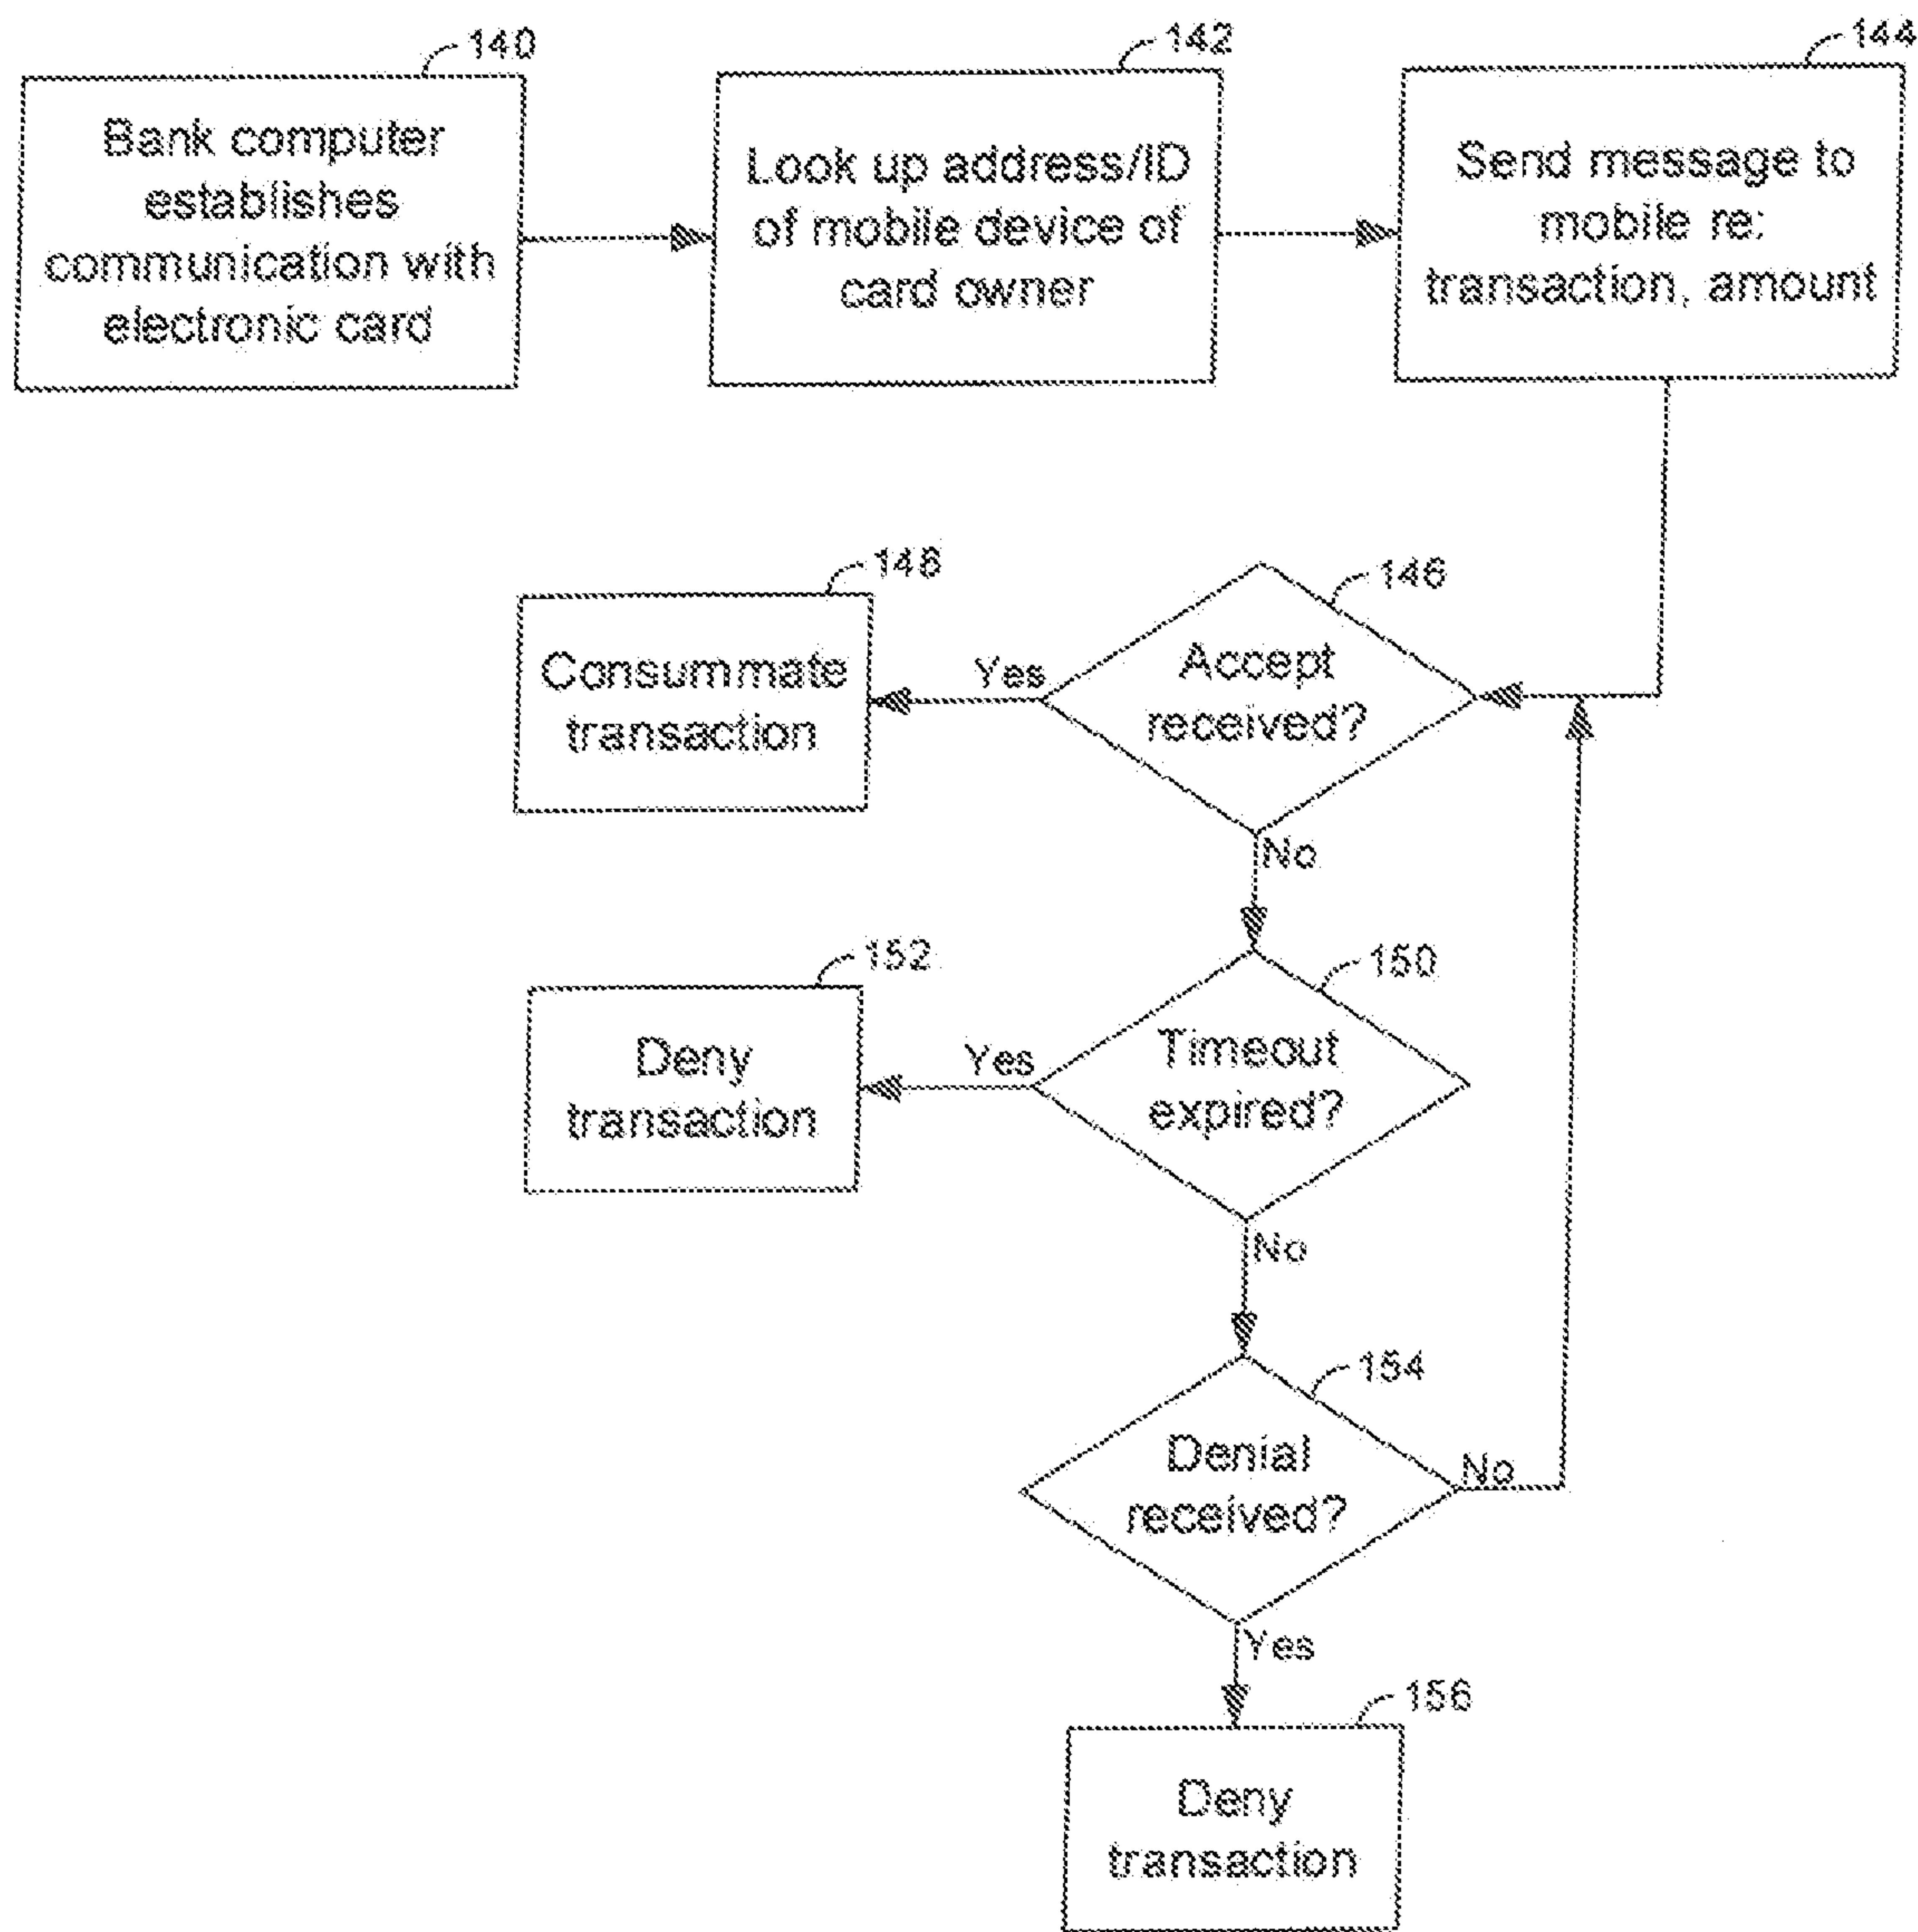 140
Bank computer
establishes
communication with
electronic card
142
Look up address/ID
of mobile device of
card owner
144
Send message to
mobile re:
transaction, amount
148
Consummate
transaction
Yes
146
Accept
received?
No
152
Deny
transaction
Yes
150
Timeout
expired?
No
154
Denial
received?
No
Yes
156
Deny
transaction